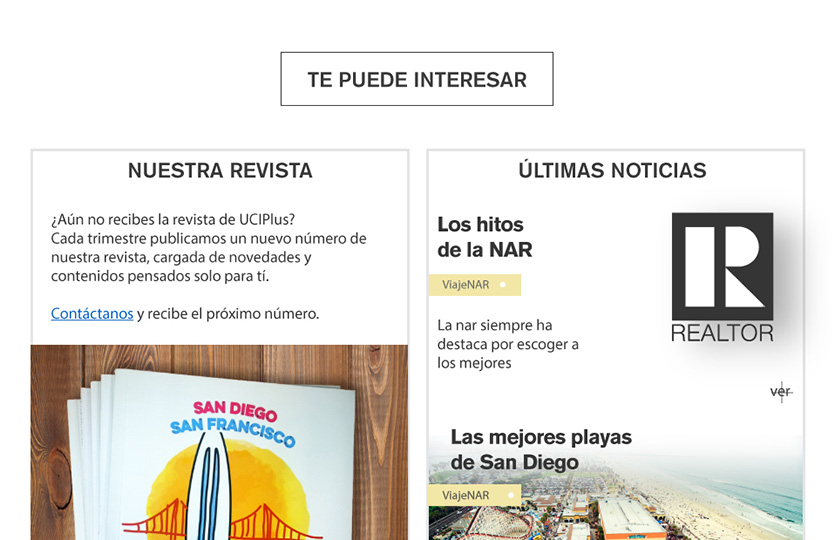 TE PUEDE INTERESAR
NUESTRA REVISTA
¿Aún no recibes la revista de UCIPlus?
Cada trimestre publicamos un nuevo número de
nuestra revista, cargada de novedades y
contenidos pensados solo para tí.
Contáctanos y recibe el próximo número.
SAN DIEGO
SAN FRANCISCO
ÚLTIMAS NOTICIAS
Los hitos
de la NAR
ViajeNAR
La nar siempre ha
destaca por escoger a
los mejores
R
REALTOR
ver
Las mejores playas
de San Diego
ViajeNAR